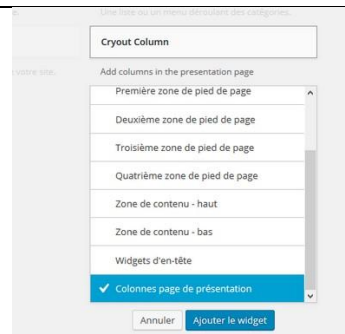 Une liste ou un menu déroulant des catégories.
Cryout Column
votre site.
Add columns in the presentation page
Première zone de pied de page
Deuxième zone de pied de page
Troisième zone de pied de page
Quatrième zone de pied de page
Zone de contenu - haut
Zone de contenu - bas
Widgets d'en-tête
Colonnes page de présentation
Annuler
Ajouter le widget